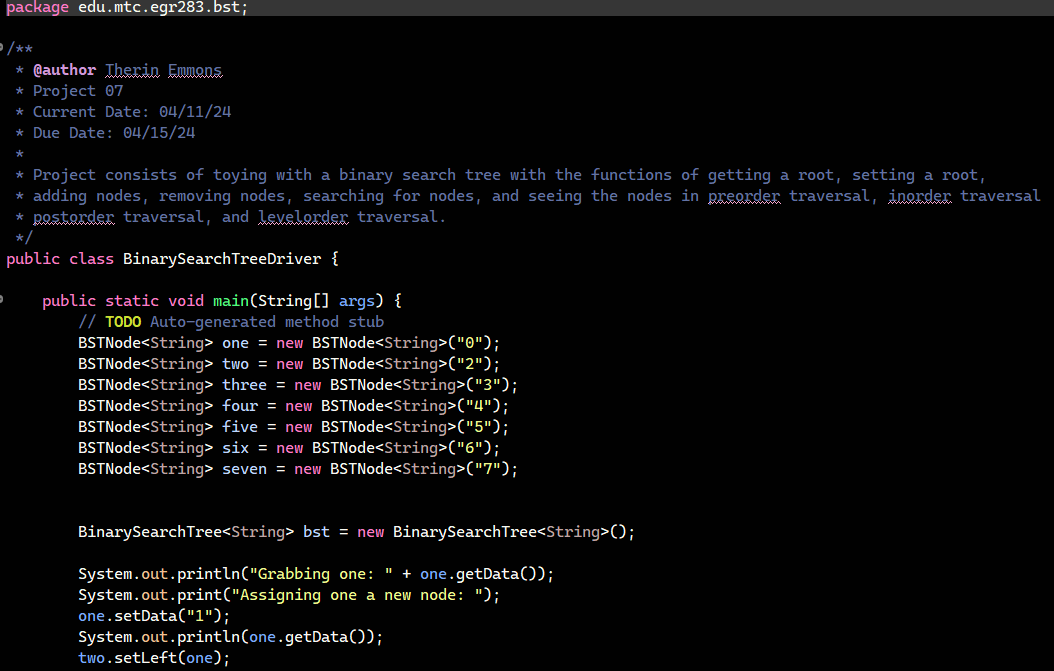 package edu.mtc.egr283.bst;
/**
 * @author Therin Emmons
 * Project 07
 * Current Date: 04/11/24
 * Due Date: 04/15/24
 *
 * Project consists of toying with a binary search tree with the functions of getting a root, setting a root,
 * adding nodes, removing nodes, searching for nodes, and seeing the nodes in preorder traversal, inorder traversal
 * postorder traversal, and levelorder traversal.
 */
public class BinarySearchTreeDriver {
    public static void main(String[] args) {
        // TODO Auto-generated method stub
        BSTNode<String> one = new BSTNode<String>("0");
        BSTNode<String> two = new BSTNode<String>("2");
        BSTNode<String> three = new BSTNode<String>("3");
        BSTNode<String> four = new BSTNode<String>("4");
        BSTNode<String> five = new BSTNode<String>("5");
        BSTNode<String> six = new BSTNode<String>("6");
        BSTNode<String> seven = new BSTNode<String>("7");
        BinarySearchTree<String> bst = new BinarySearchTree<String>();
        System.out.println("Grabbing one: " + one.getData());
        System.out.print("Assigning one a new node: ");
        one.setData("1");
        System.out.println(one.getData());
        two.setLeft(one);